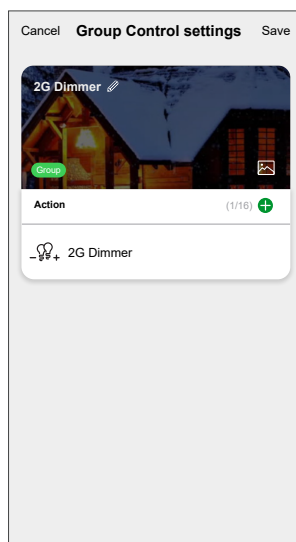 Cancel Group Control settings Save
2G Dimmer
Group
Action (1/16)
2G Dimmer